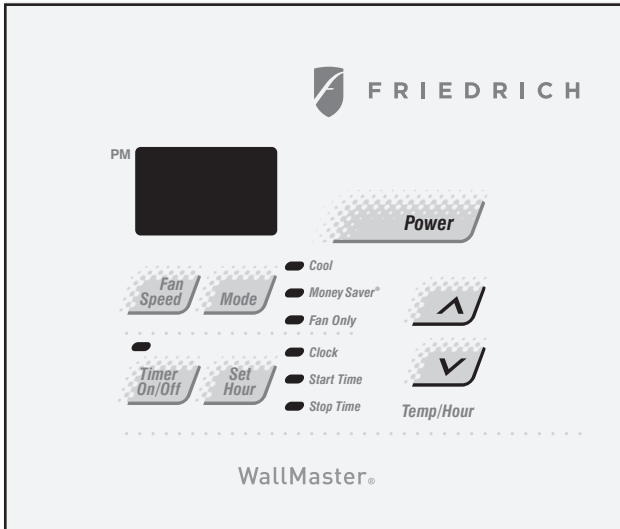 FRIEDRICH
PM
Power
Cool
Fan Speed
Mode
Money Saver®
Fan Only
Clock
Timer On/Off
Set Hour
Start Time
Stop Time
Temp/Hour
WallMaster®